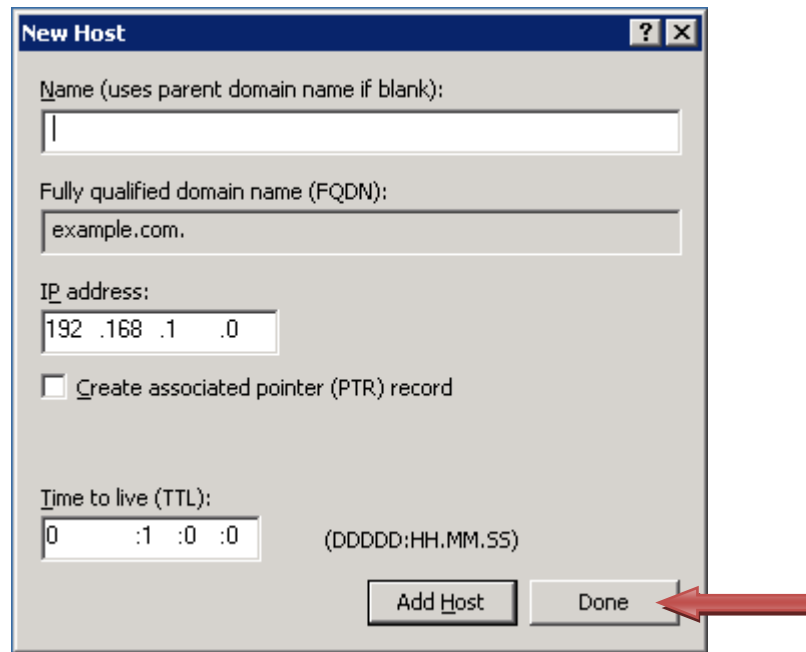 New Host
Name (uses parent domain name if blank):
Fully qualified domain name (FQDN):
example.com.
IP address:
192 .168 .1 .0
Create associated pointer (PTR) record
Time to live (TTL):
0 :1 :0 :0 (DDDDD:HH.MM.SS)
Add Host Done